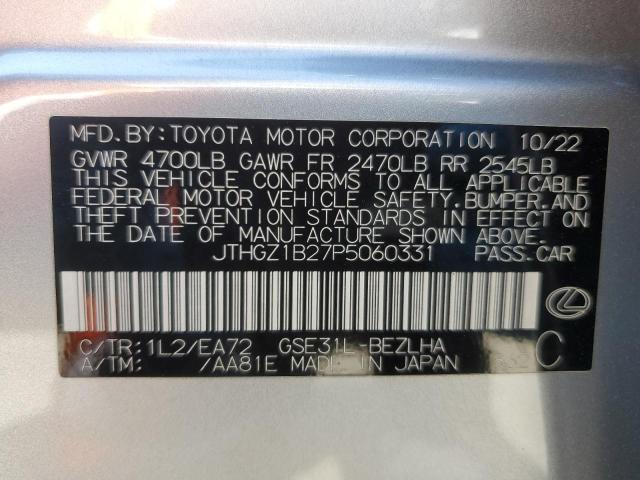 MFD. BY: TOYOTA MOTOR CORPORATION 10/22
GVWR 4700LB GAWR FR 2470LB RR 2545LB
THIS VEHICLE CONFORMS TO ALL APPLICABLE
FEDERAL MOTOR VEHICLE SAFETY, BUMPER, AND
THEFT PREVENTION STANDARDS IN EFFECT ON
THE DATE OF MANUFACTURE SHOWN ABOVE.
JTHGZ1B27P5060331 PASS. CAR
C/TR: 1L2/EA72 GSE31L-BEZLHA C
A/TM: /AA81E MADE IN JAPAN